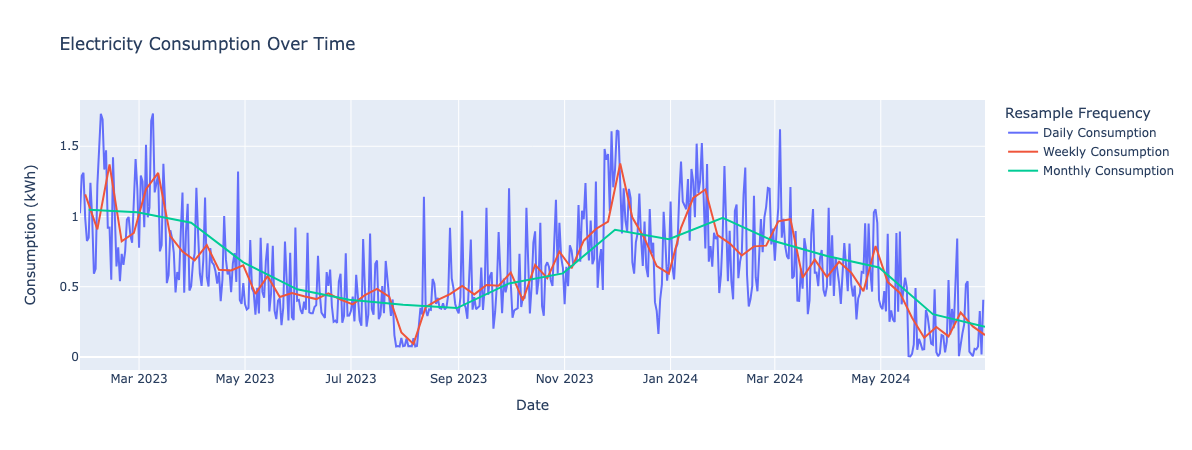 Electricity Consumption Over Time
Resample Frequency
Daily Consumption
Weekly Consumption
Monthly Consumption
Consumption (kWh)
1.5
1
0.5
0
Mar 2023
May 2023
Jul 2023
Sep 2023
Nov 2023
Jan 2024
Mar 2024
May 2024
Date